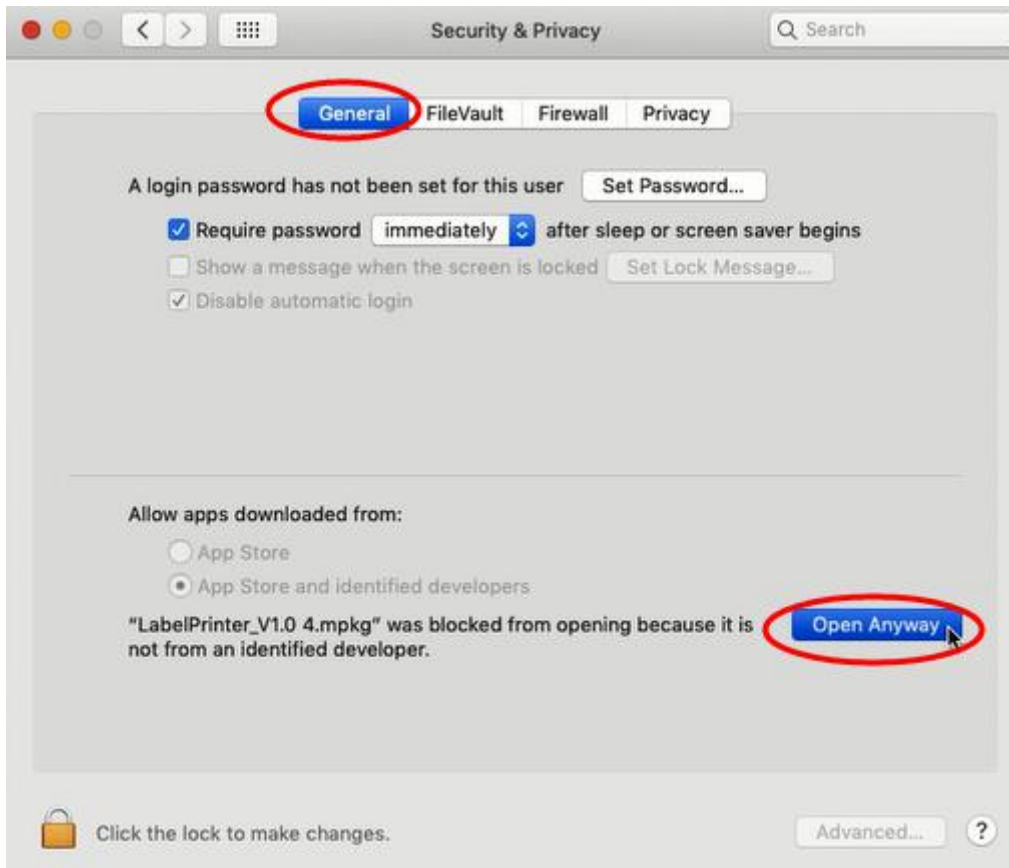 Security & Privacy
Search
General
FileVault
Firewall
Privacy
A login password has not been set for this user
Set Password...
Require password
immediately
after sleep or screen saver begins
Show a message when the screen is locked
Set Lock Message...
Disable automatic login
Allow apps downloaded from:
App Store
App Store and identified developers
“LabelPrinter_V1.0 4.mpkg” was blocked from opening because it is
not from an identified developer.
Open Anyway
Click the lock to make changes.
Advanced...
?